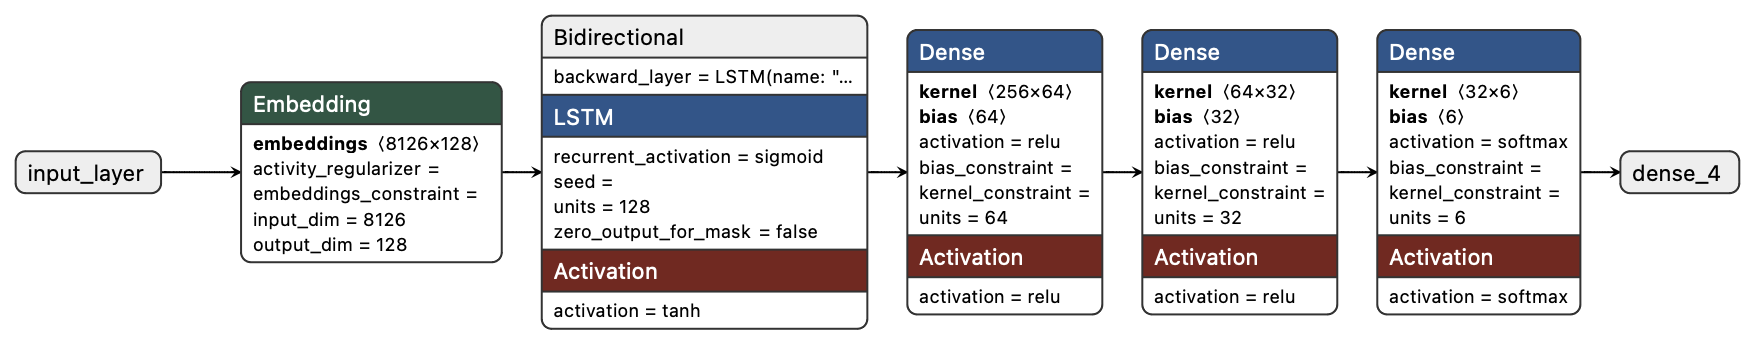 input_layer
Embedding
embeddings ⟨8126×128⟩
activity_regularizer =
embeddings_constraint =
input_dim = 8126
output_dim = 128
Bidirectional
backward_layer = LSTM(name: "...
LSTM
recurrent_activation = sigmoid
seed =
units = 128
zero_output_for_mask = false
Activation
activation = tanh
Dense
kernel ⟨256×64⟩
bias ⟨64⟩
activation = relu
bias_constraint =
kernel_constraint =
units = 64
Activation
activation = relu
Dense
kernel ⟨64×32⟩
bias ⟨32⟩
activation = relu
bias_constraint =
kernel_constraint =
units = 32
Activation
activation = relu
Dense
kernel ⟨32×6⟩
bias ⟨6⟩
activation = softmax
bias_constraint =
kernel_constraint =
units = 6
Activation
activation = softmax
dense_4